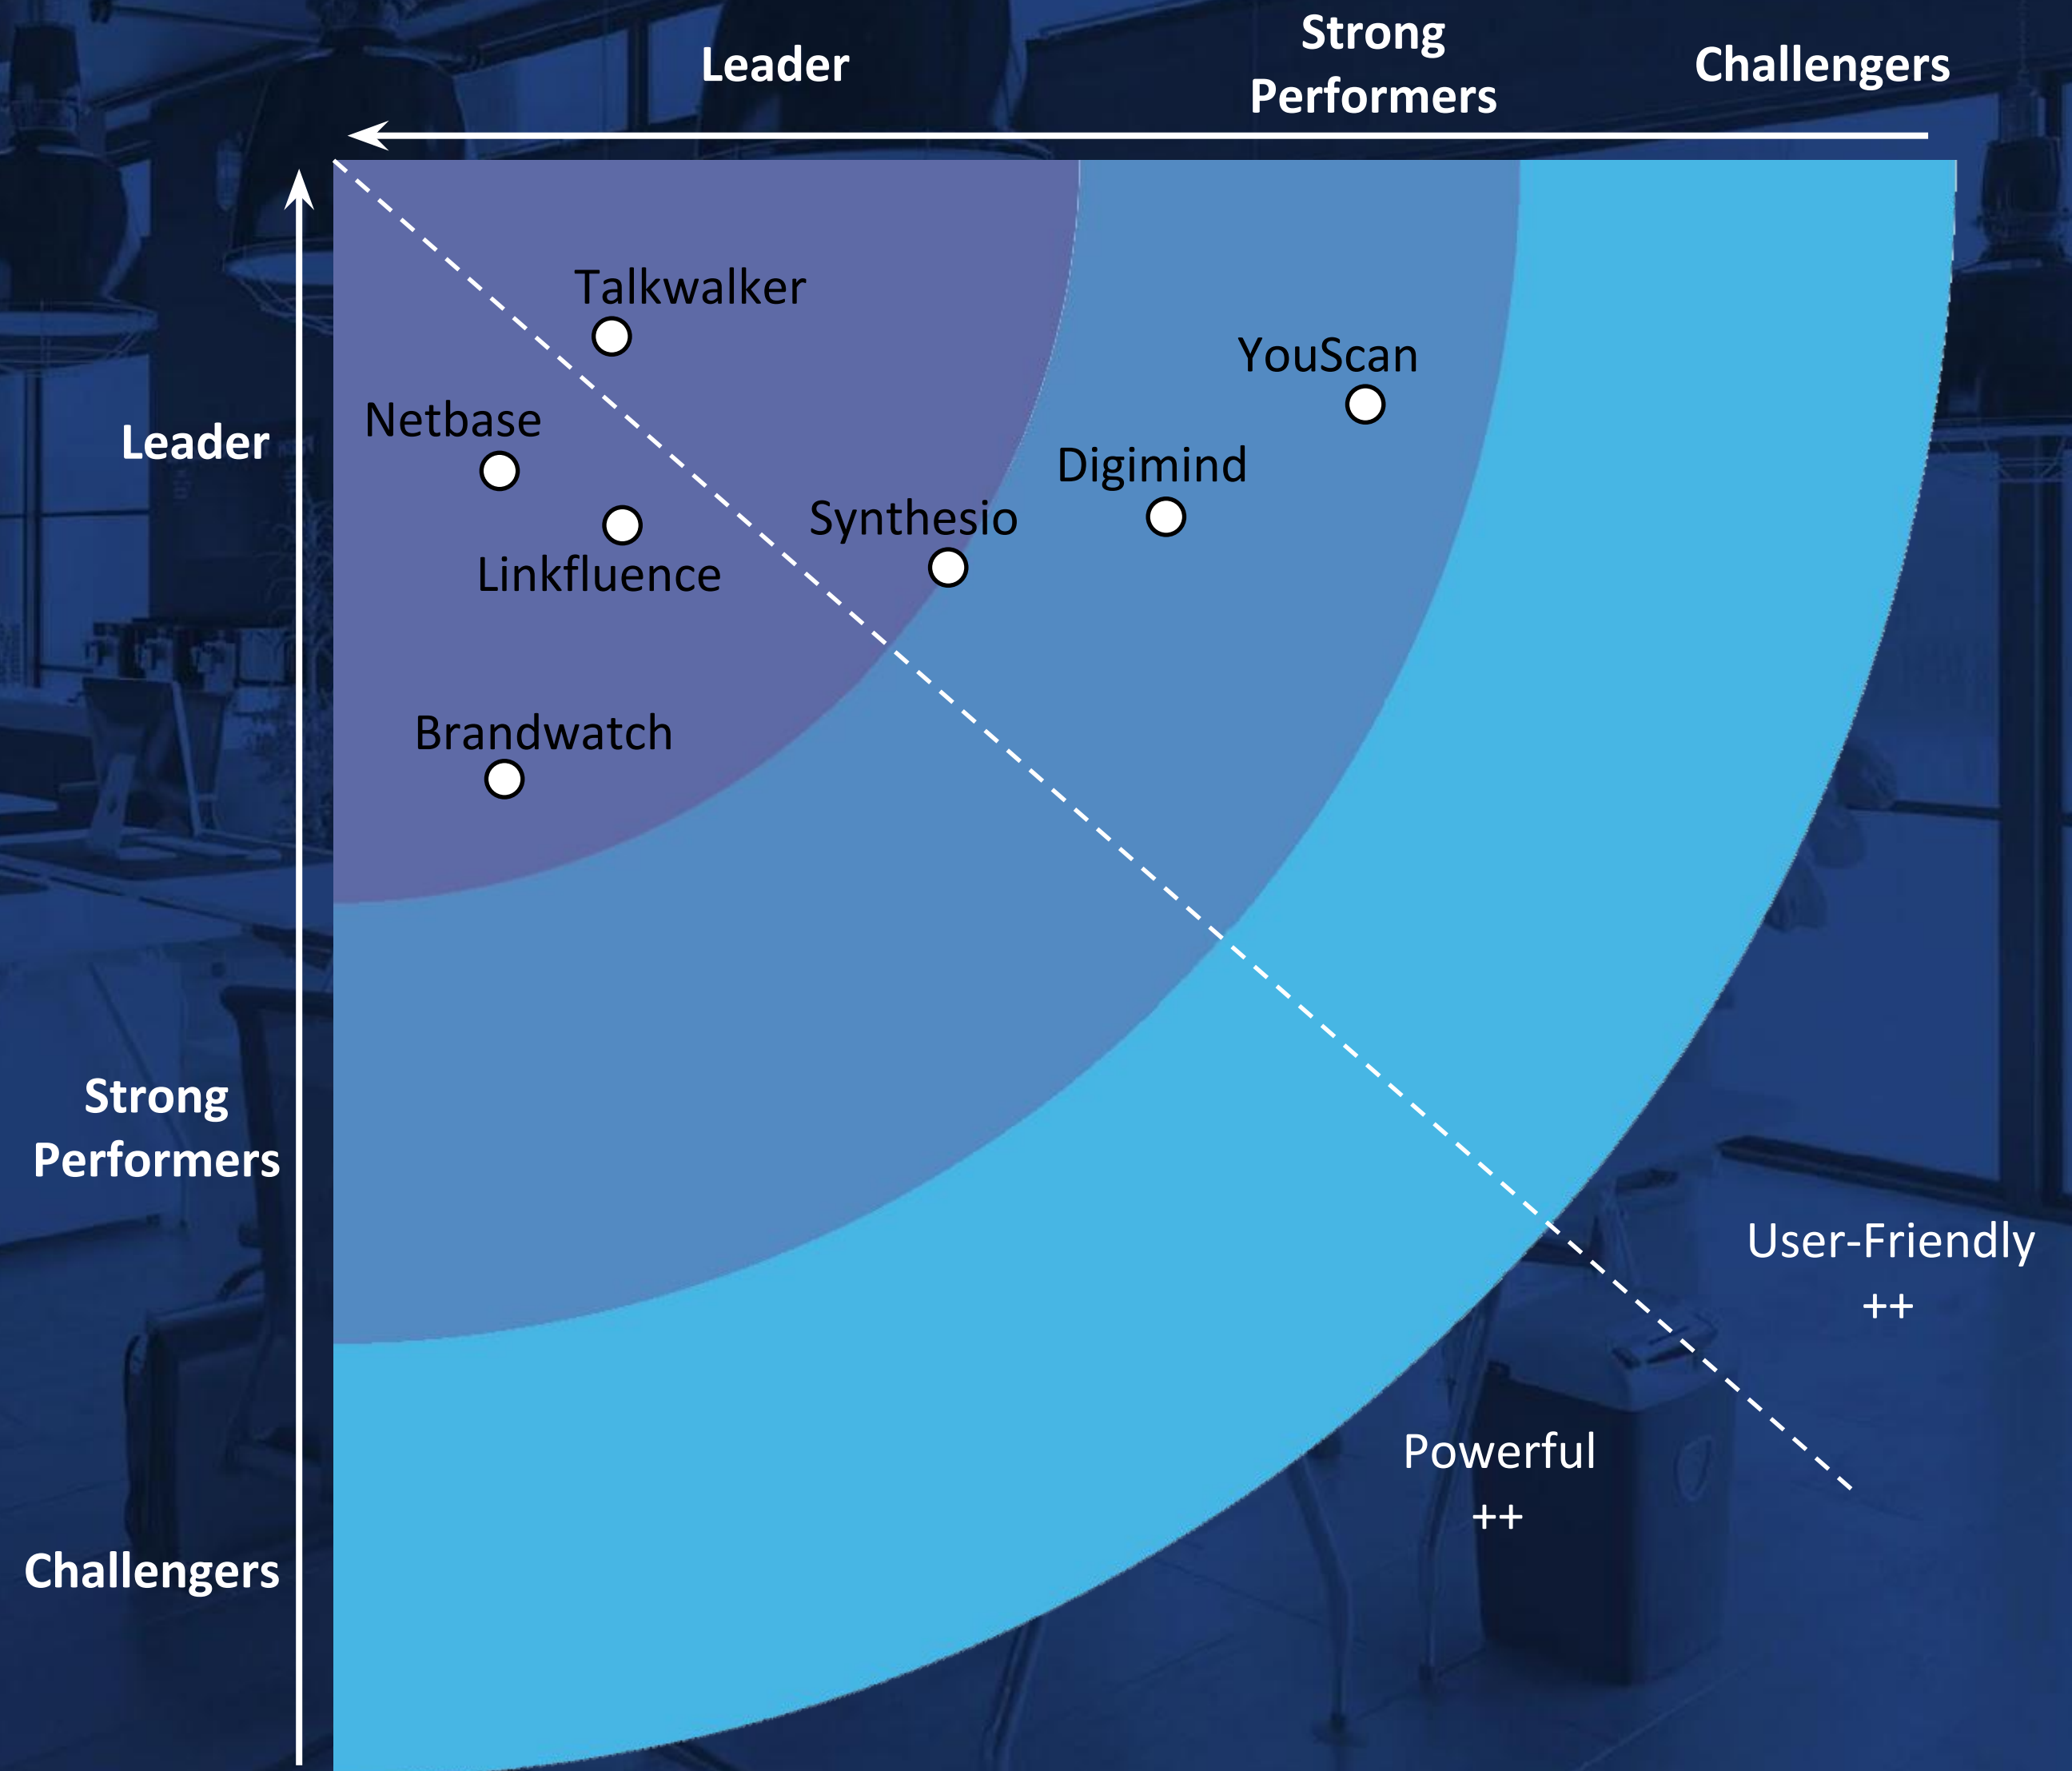 Leader
Strong
Performers
Challengers
Talkwalker
YouScan
Netbase
Leader
Digimind
Synthesio
Linkfluence
Brandwatch
Strong
Performers
User-Friendly
++
Powerful
++
Challengers